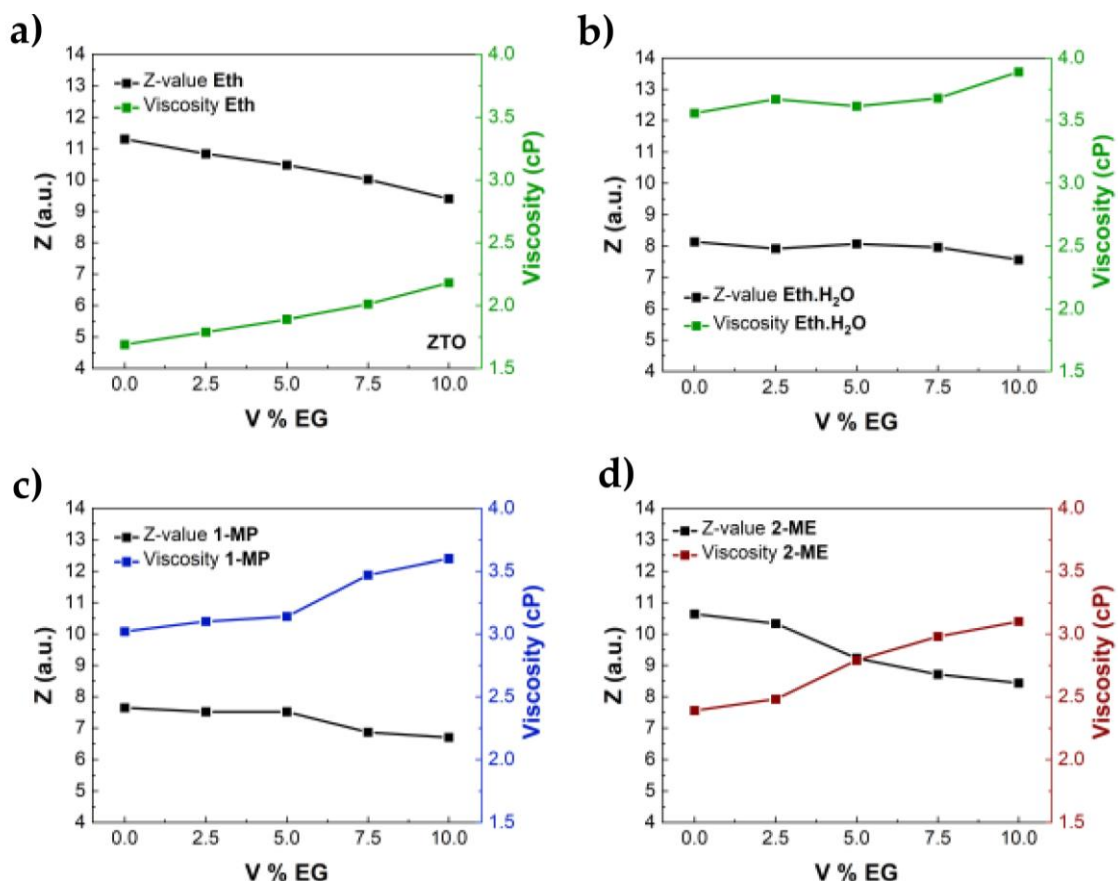 a)
Z (a.u.)
14
13
12
11
10
9
8
7
6
5
4
Z-value Eth
Viscosity Eth
ZTO
4.0
3.5
3.0
2.5
2.0
1.5
Viscosity (cP)
0.0 2.5 5.0 7.5 10.0
V % EG
b)
Z (a.u.)
14
13
12
11
10
9
8
7
6
5
4
Z-value Eth.H₂O
Viscosity Eth.H₂O
4.0
3.5
3.0
2.5
2.0
1.5
Viscosity (cP)
0.0 2.5 5.0 7.5 10.0
V % EG
c)
Z (a.u.)
14
13
12
11
10
9
8
7
6
5
4
Z-value 1-MP
Viscosity 1-MP
4.0
3.5
3.0
2.5
2.0
1.5
Viscosity (cP)
0.0 2.5 5.0 7.5 10.0
V % EG
d)
Z (a.u.)
14
13
12
11
10
9
8
7
6
5
4
Z-value 2-ME
Viscosity 2-ME
4.0
3.5
3.0
2.5
2.0
1.5
Viscosity (cP)
0.0 2.5 5.0 7.5 10.0
V % EG